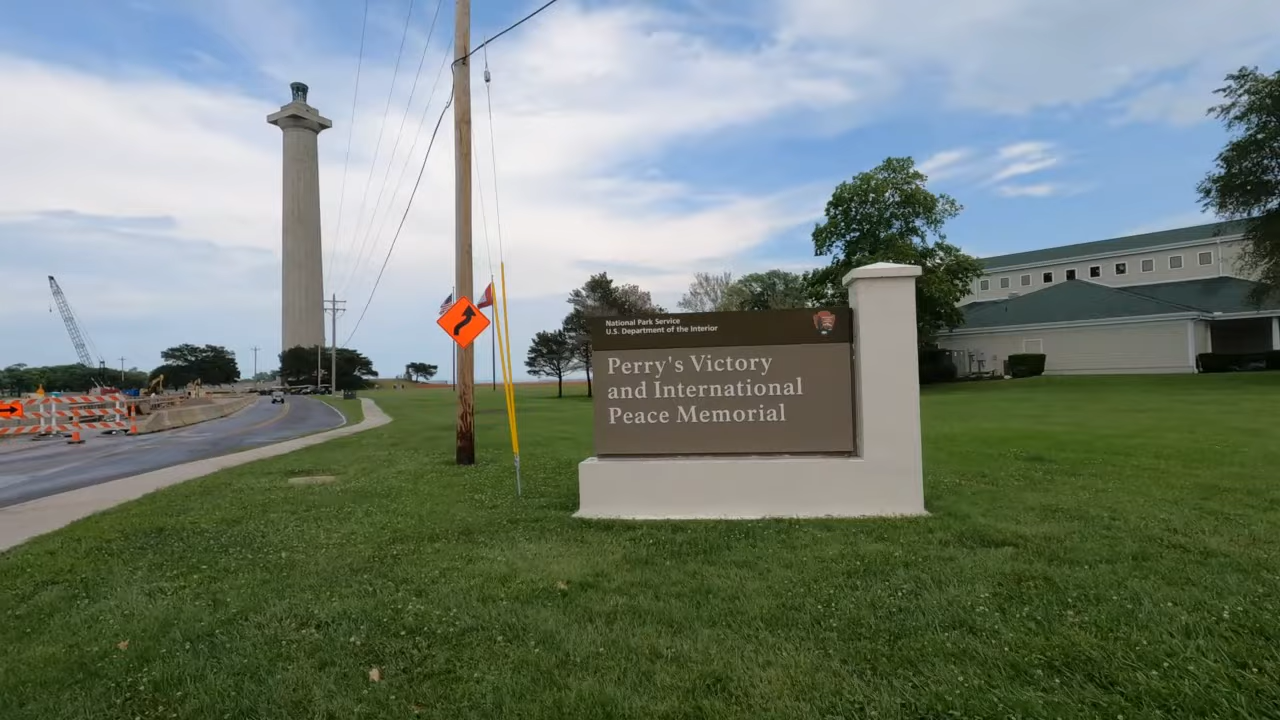 National Park Service
U.S. Department of the Interior
Perry's Victory
and International
Peace Memorial